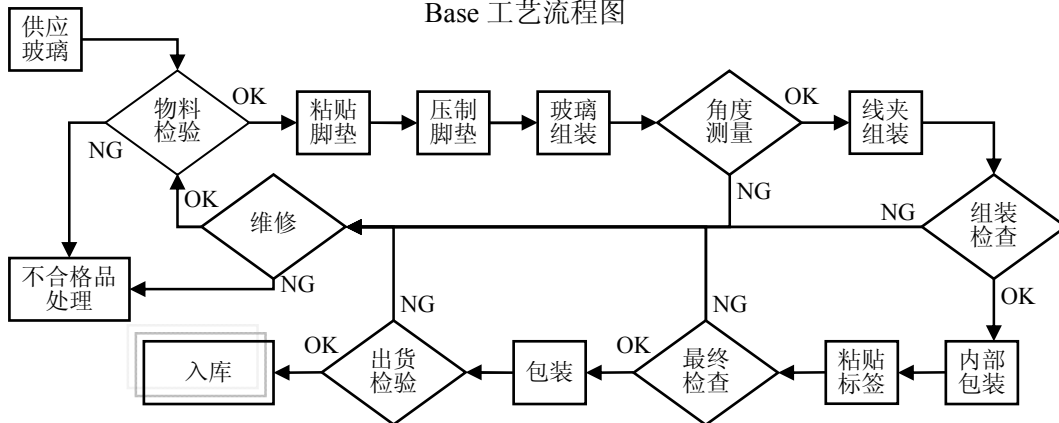 Base 工艺流程图
供应
玻璃
物料
检验
OK
NG
粘贴
脚垫
压制
脚垫
玻璃
组装
角度
测量
OK
NG
线夹
组装
组装
检查
NG
OK
维修
OK
NG
不合格品
处理
内部
包装
粘贴
标签
最终
检查
NG
OK
包装
出货
检验
NG
OK
入库